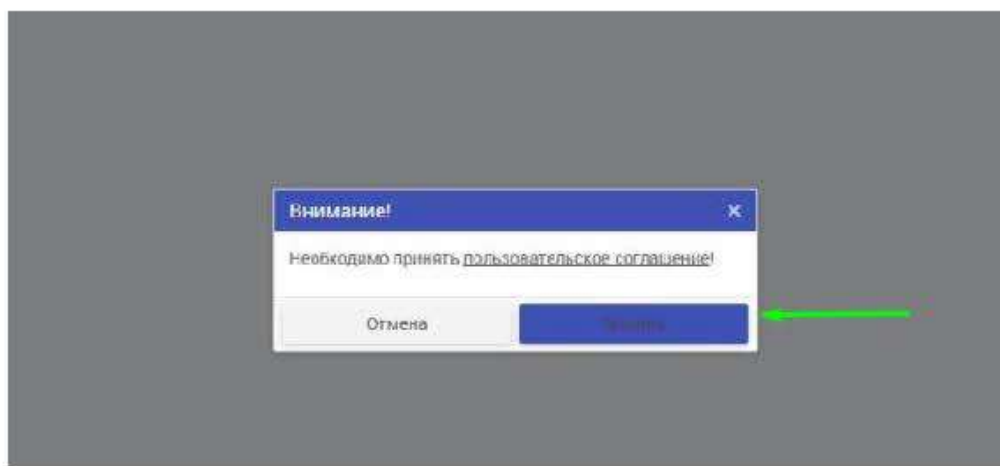 Внимание!
Необходимо принять пользовательское соглашение!
Отмена